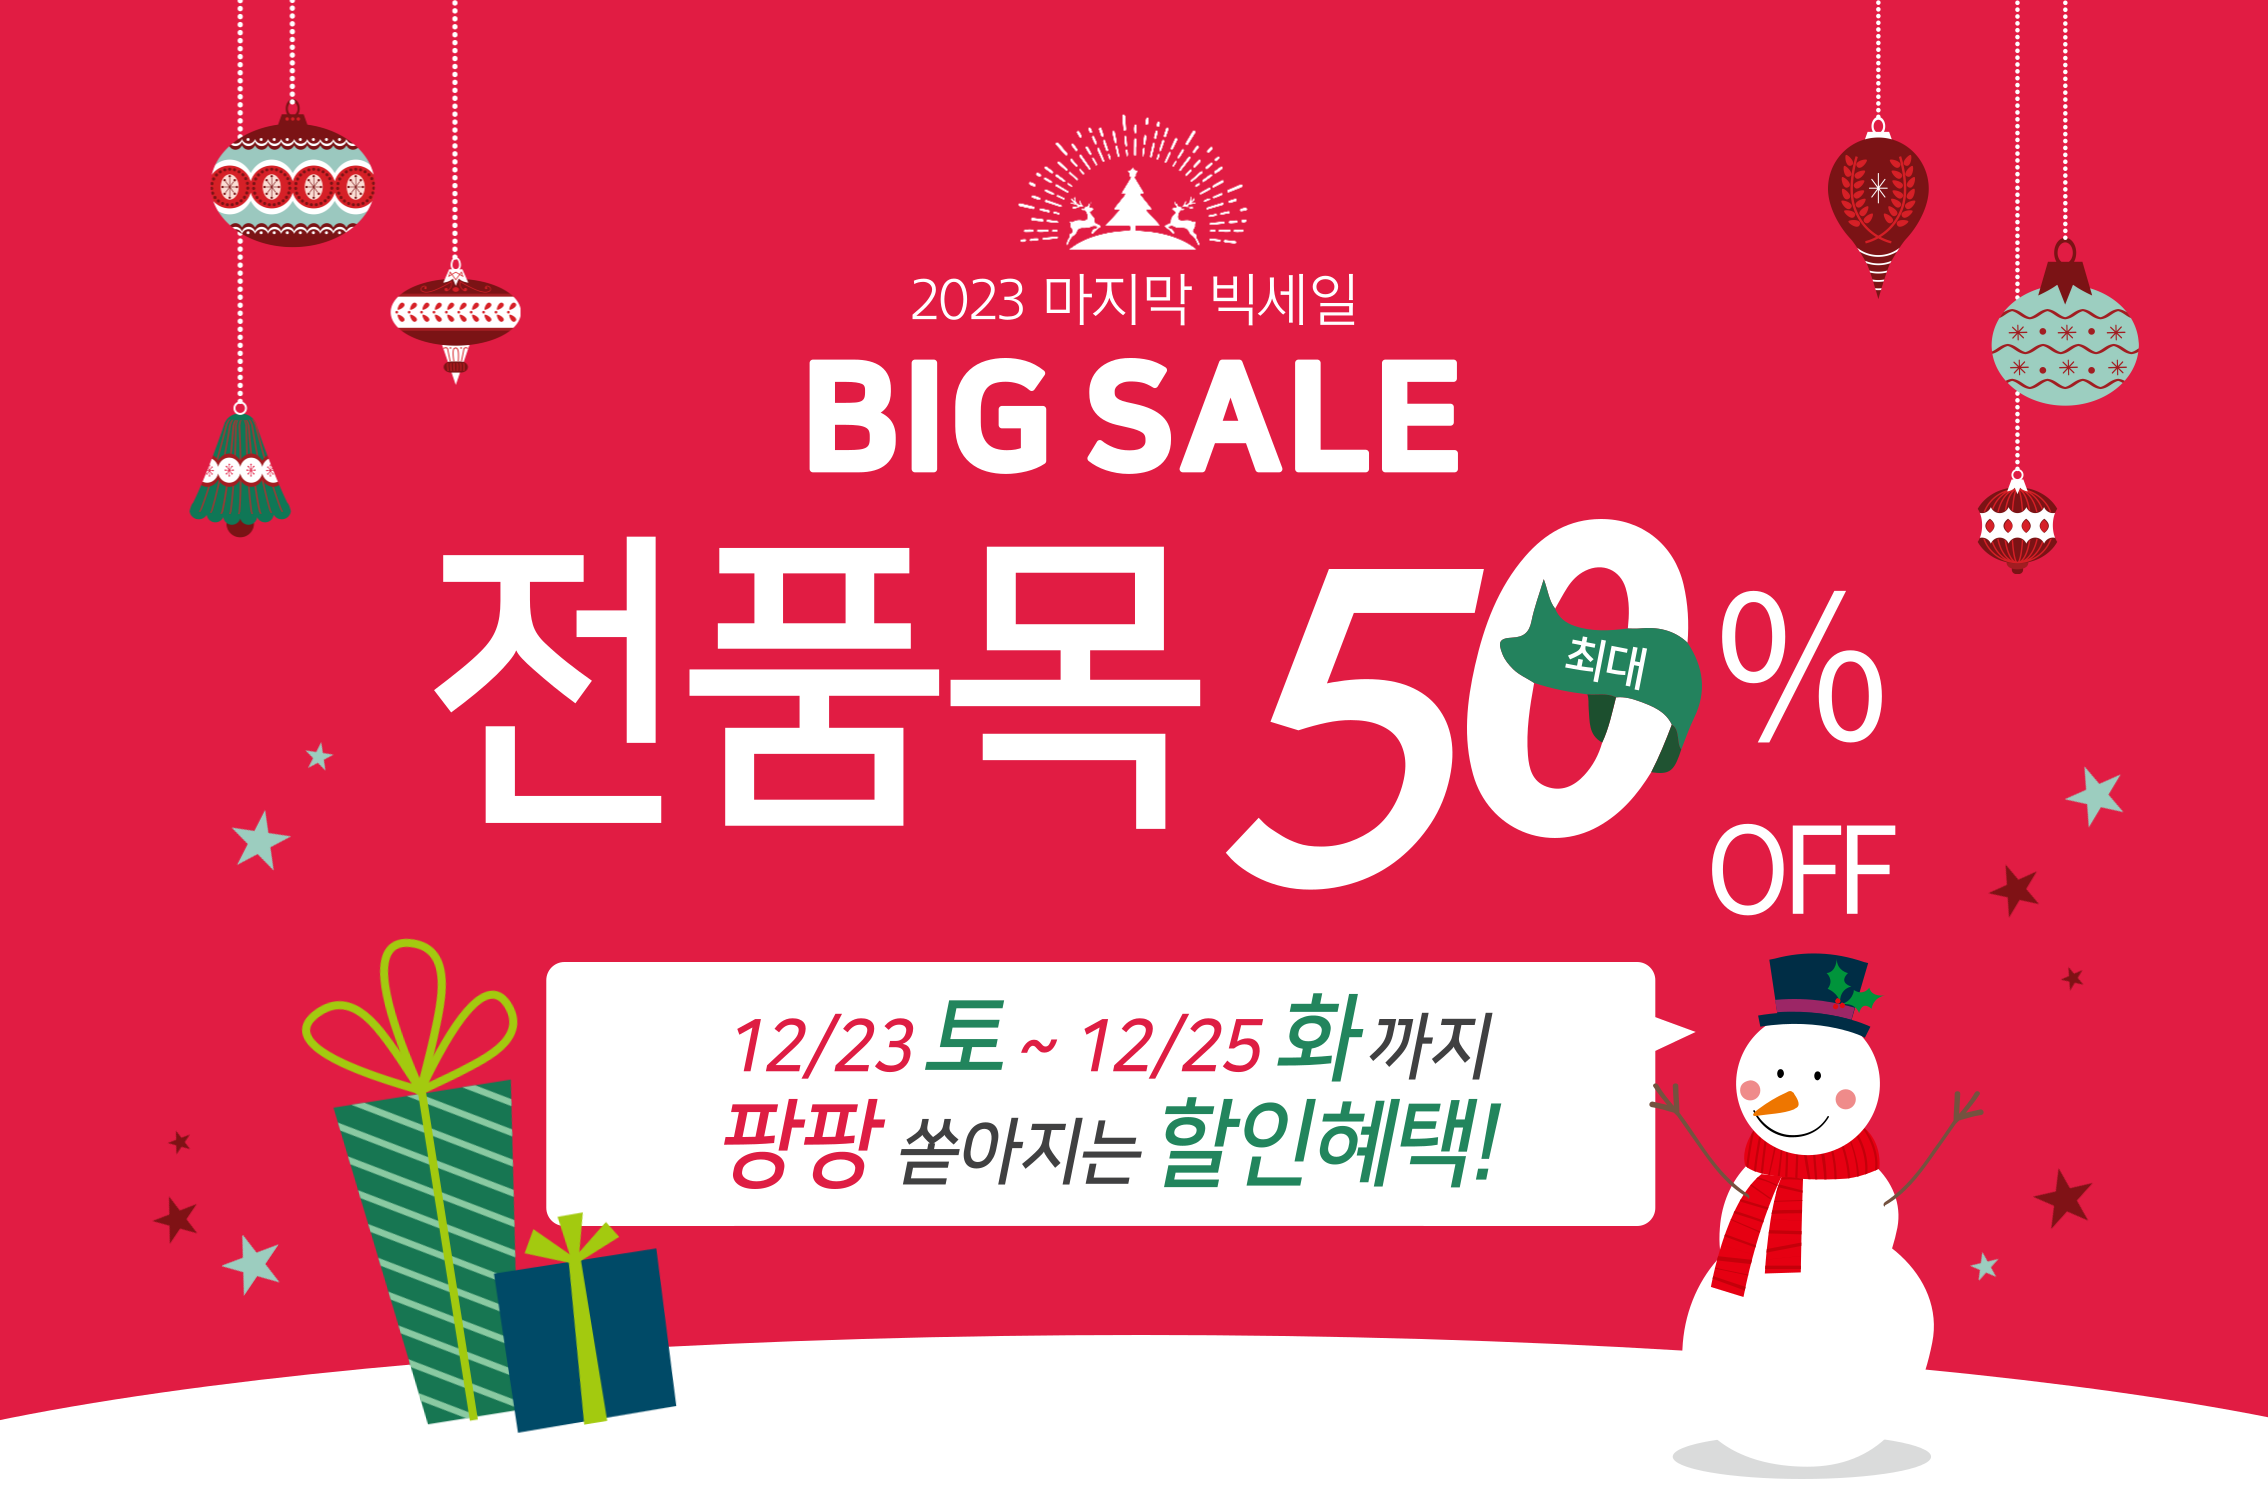 2023 마지막 빅세일
BIG SALE
전품목 최대 50%
OFF
12/23 토 ~ 12/25 화 까지
팡팡 쏟아지는 할인혜택!